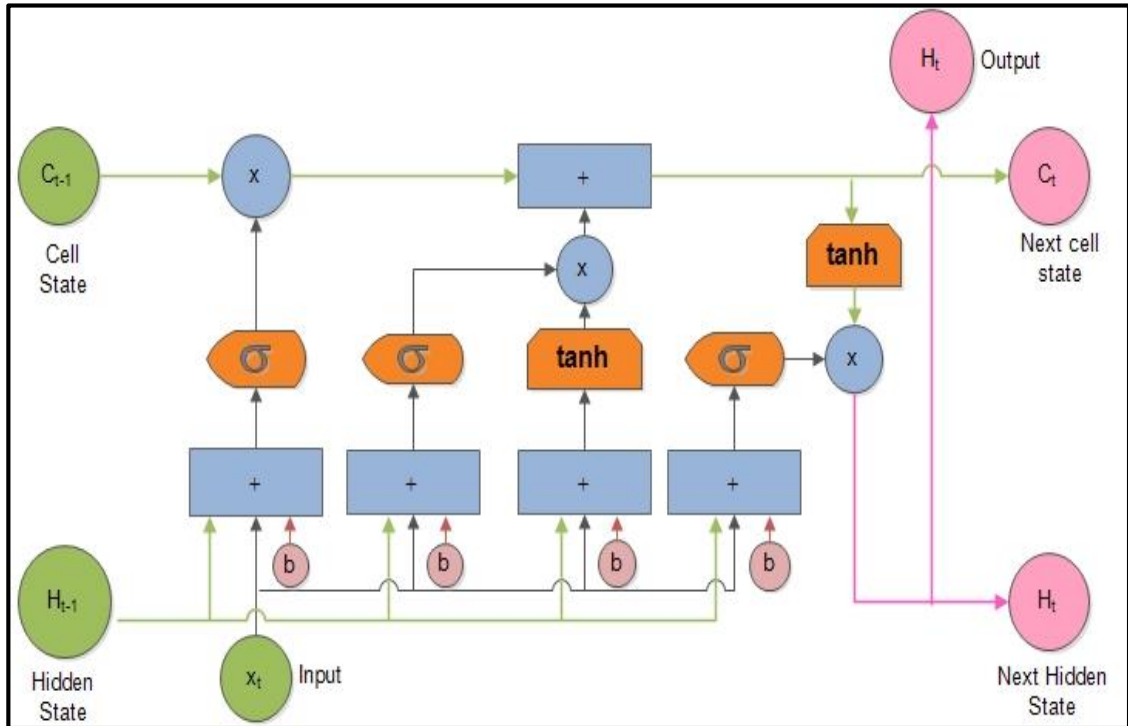 Hₜ Output
Cₜ₋₁ x + Cₜ
Cell
State
Next cell
state
tanh
x
σ σ tanh σ x
+ + + +
b b b b
Hₜ₋₁ Hₜ
xₜ Input
Hidden
State
Next Hidden
State